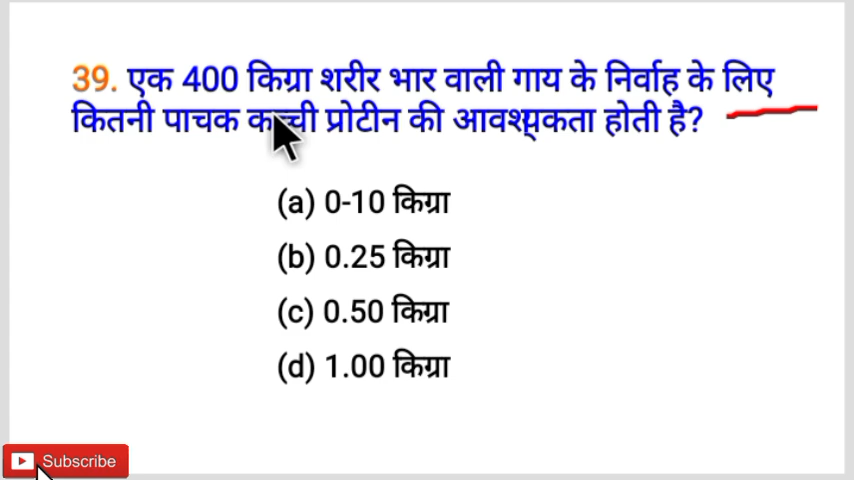 39. एक 400 किग्रा शरीर भार वाली गाय के निर्वाह के लिए
कितनी पाचक कच्ची प्रोटीन की आवश्यकता होती है?
(a) 0-10 किग्रा
(b) 0.25 किग्रा
(c) 0.50 किग्रा
(d) 1.00 किग्रा
Subscribe